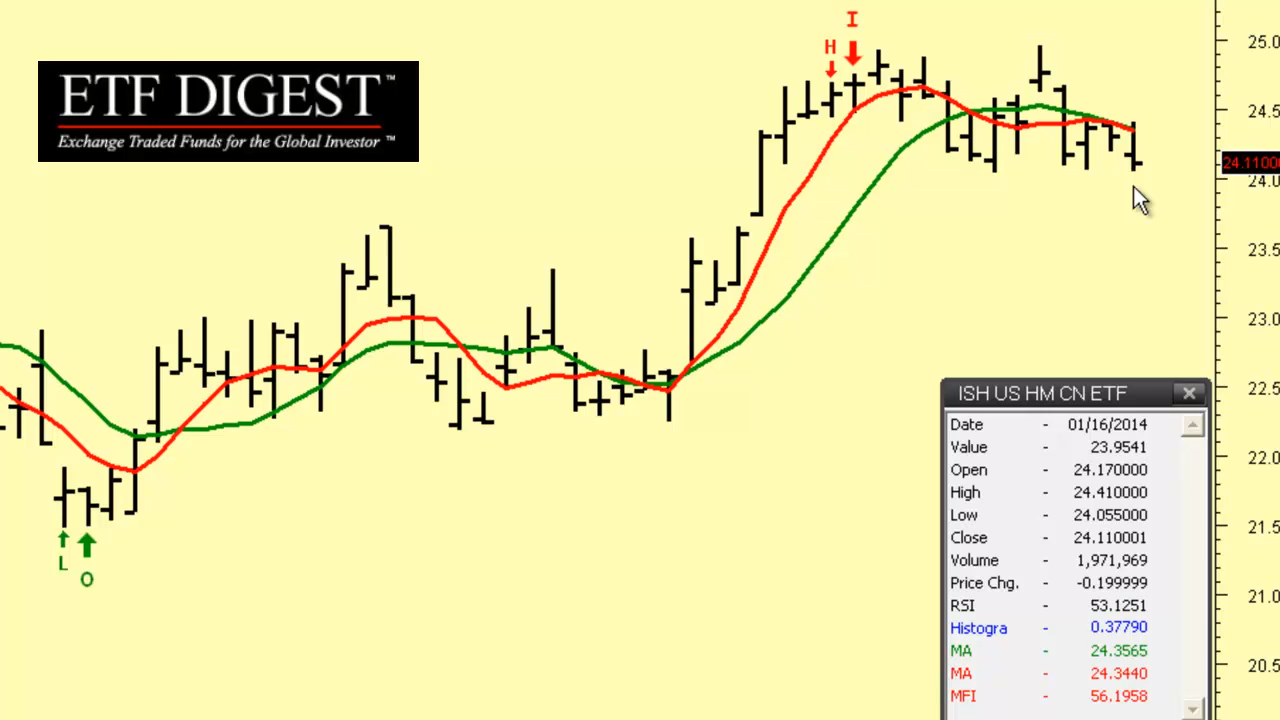 ETF DIGEST™
Exchange Traded Funds for the Global Investor ™
I
H
L
O
25.0
24.5
24.1100
24.0
23.5
23.0
22.5
22.0
21.5
21.0
20.5
ISH US HM CN ETF
Date - 01/16/2014
Value - 23.9541
Open - 24.170000
High - 24.410000
Low - 24.055000
Close - 24.110001
Volume - 1,971,969
Price Chg. - -0.199999
RSI - 53.1251
Histogra - 0.37790
MA - 24.3565
MA - 24.3440
MFI - 56.1958